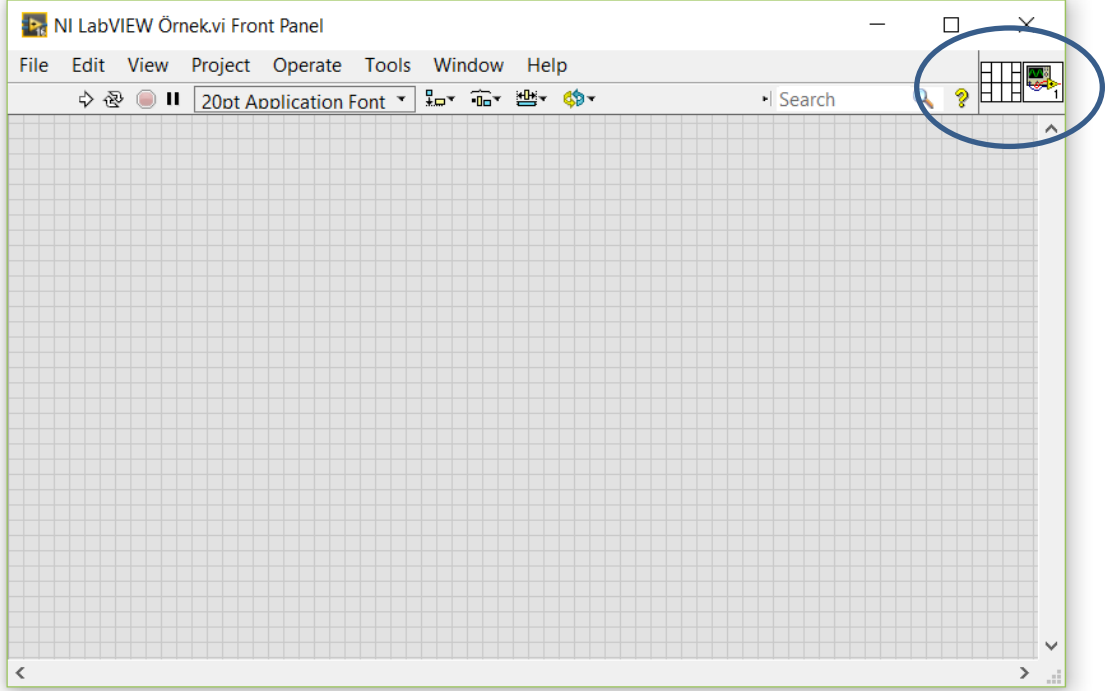 NI LabVIEW Örnek.vi Front Panel
File Edit View Project Operate Tools Window Help
20pt Application Font Search ? 1